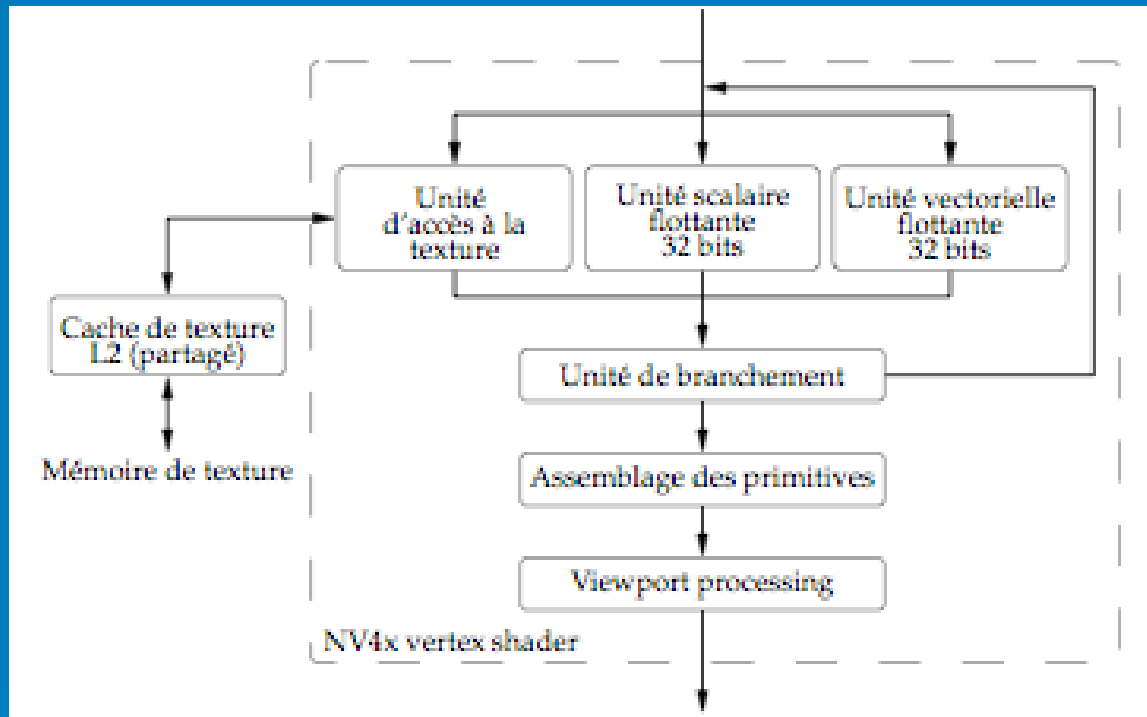 Unité
d'accès à la
texture
Unité scalaire
flottante
32 bits
Unité vectorielle
flottante
32 bits
Cache de texture
L2 (partagé)
Mémoire de texture
Unité de branchement
Assemblage des primitives
Viewport processing
NV4x vertex shader